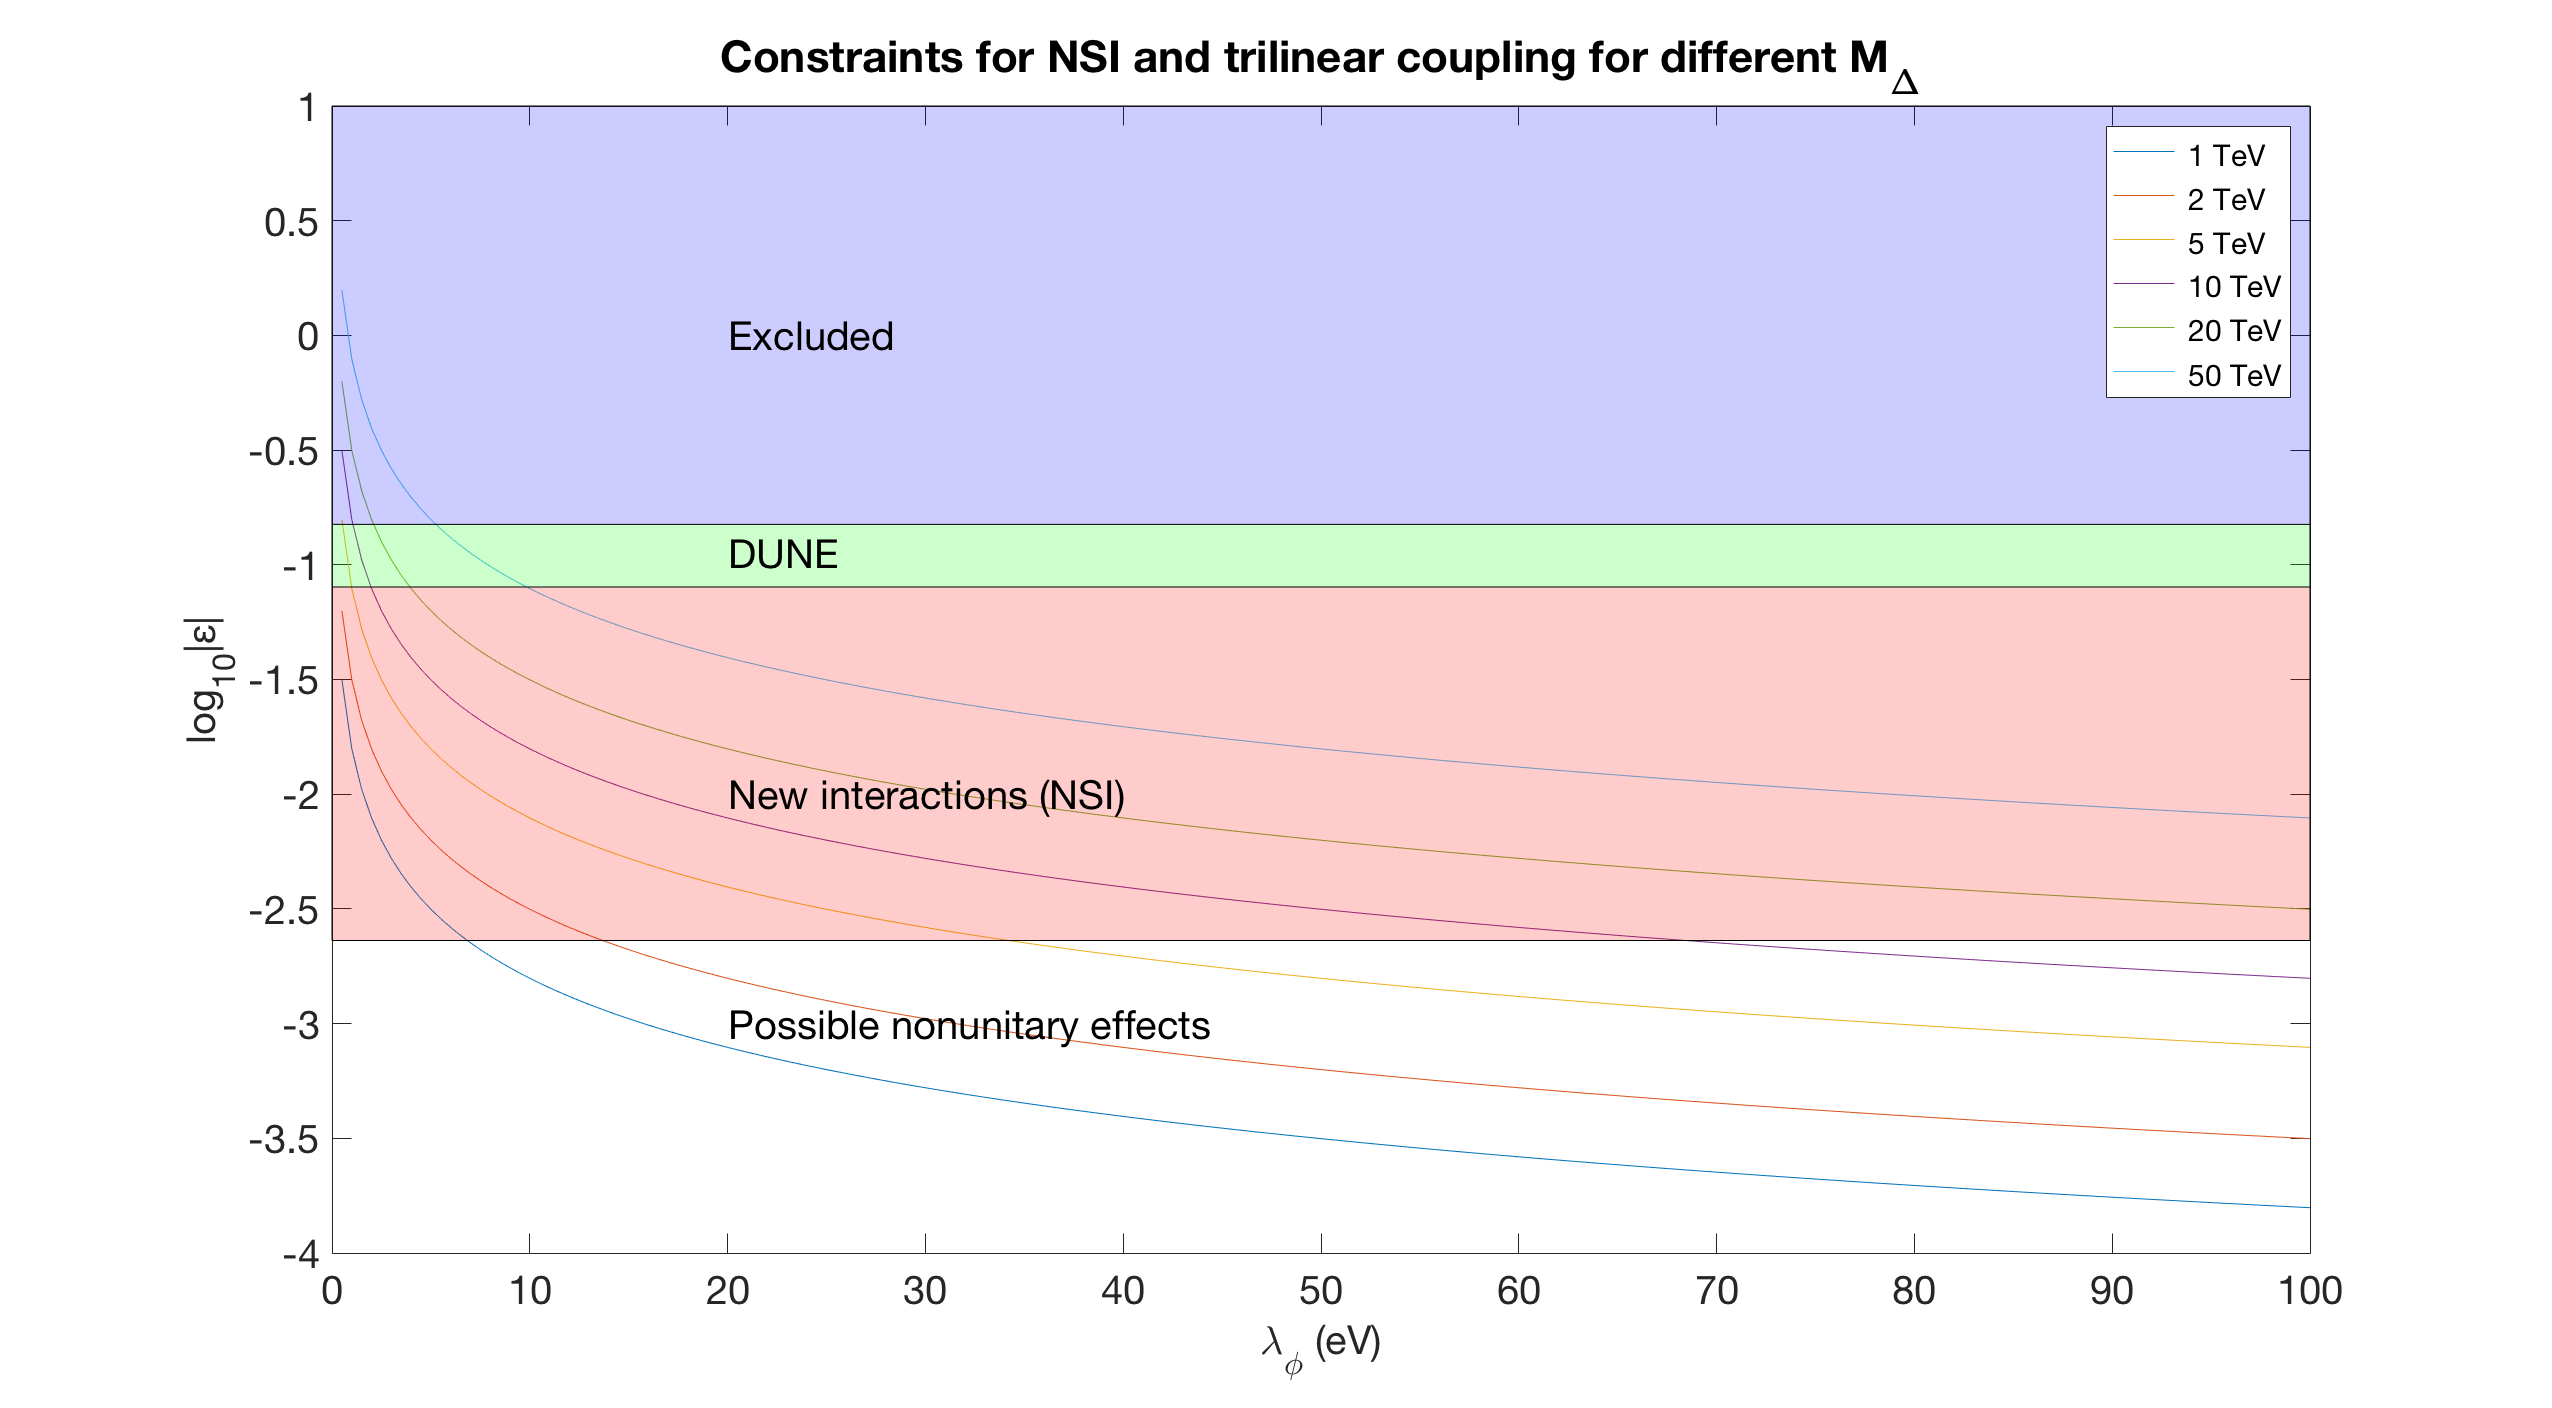 Constraints for NSI and trilinear coupling for different M_Δ
1
0.5
0
-0.5
-1
-1.5
-2
-2.5
-3
-3.5
-4
log₁₀|ε|
1 TeV
2 TeV
5 TeV
10 TeV
20 TeV
50 TeV
Excluded
DUNE
New interactions (NSI)
Possible nonunitary effects
0 10 20 30 40 50 60 70 80 90 100
λ_ϕ (eV)